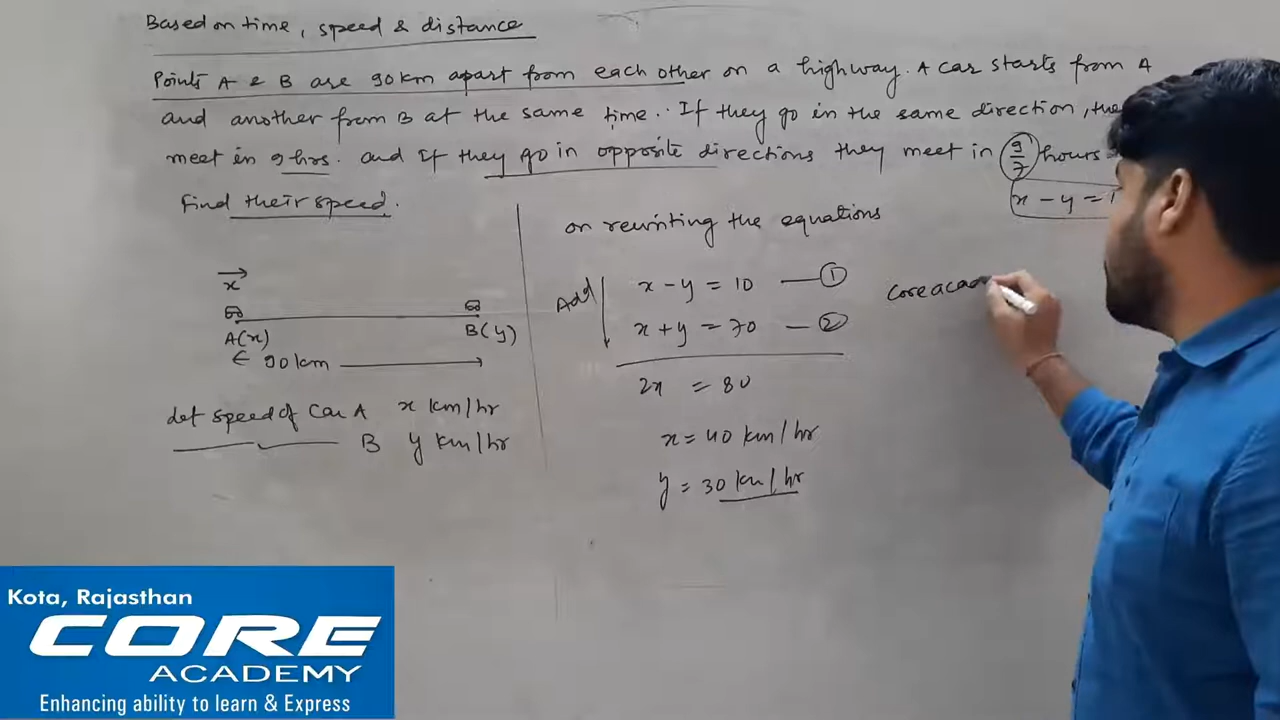 Based on time, speed & distance
Points A & B are 90 km apart from each other on a highway. A car starts from A
and another from B at the same time. If they go in the same direction, the
meet in 9 hrs. and If they go in opposite directions they meet in 9/7 hours
Find their speed.
x - y = 1
on rewriting the equations
x
A(x)
B(y)
90 km
Let speed of Car A x km/hr
B y km/hr
Add
x - y = 10 — ①
x + y = 70 — ②
2x = 80
x = 40 km/hr
y = 30 km/hr
Kota, Rajasthan
CORE
ACADEMY
Enhancing ability to learn & Express